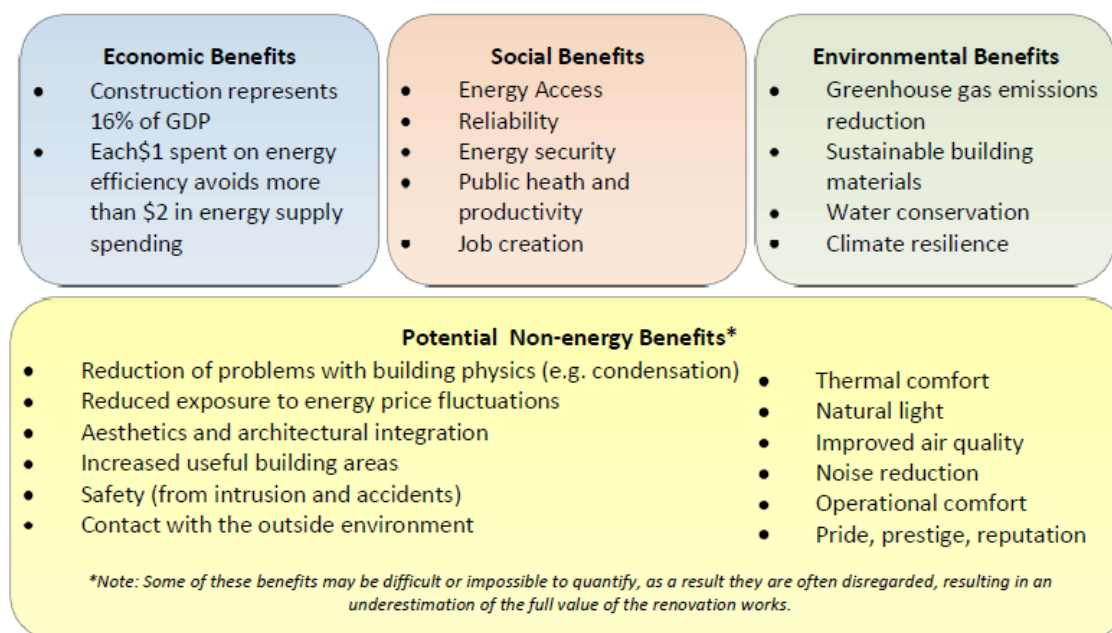 Economic Benefits
• Construction represents
16% of GDP
• Each$1 spent on energy
efficiency avoids more
than $2 in energy supply
spending
Social Benefits
• Energy Access
• Reliability
• Energy security
• Public heath and
productivity
• Job creation
Environmental Benefits
• Greenhouse gas emissions
reduction
• Sustainable building
materials
• Water conservation
• Climate resilience
Potential Non-energy Benefits*
• Reduction of problems with building physics (e.g. condensation)
• Reduced exposure to energy price fluctuations
• Aesthetics and architectural integration
• Increased useful building areas
• Safety (from intrusion and accidents)
• Contact with the outside environment
• Thermal comfort
• Natural light
• Improved air quality
• Noise reduction
• Operational comfort
• Pride, prestige, reputation
*Note: Some of these benefits may be difficult or impossible to quantify, as a result they are often disregarded, resulting in an
underestimation of the full value of the renovation works.